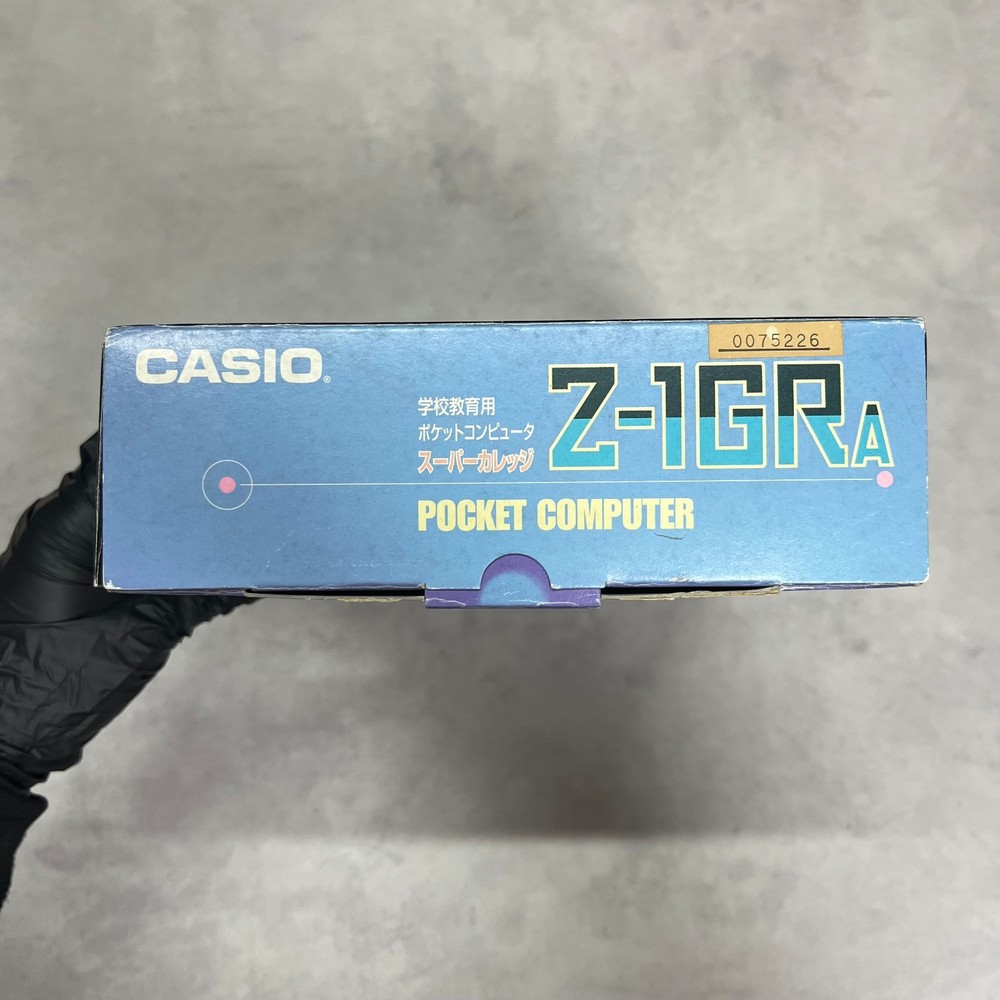 CASIO®
0075226
学校教育用
ポケットコンピュータ
スーパーカレッジ
Z-1GRA
POCKET COMPUTER